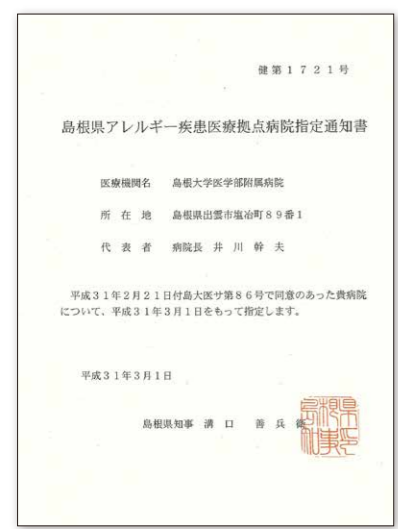 健第１７２１号
島根県アレルギー疾患医療拠点病院指定通知書
医療機関名　島根大学医学部附属病院
所　在　地　島根県出雲市塩冶町８９番１
代　表　者　病院長　井　川　幹　夫
平成３１年２月２１日付島大医サ第８６号で同意のあった貴病院
について、平成３１年３月１日をもって指定します。
平成３１年３月１日
島根県知事　溝　口　善　兵　衛
島根県知事之印